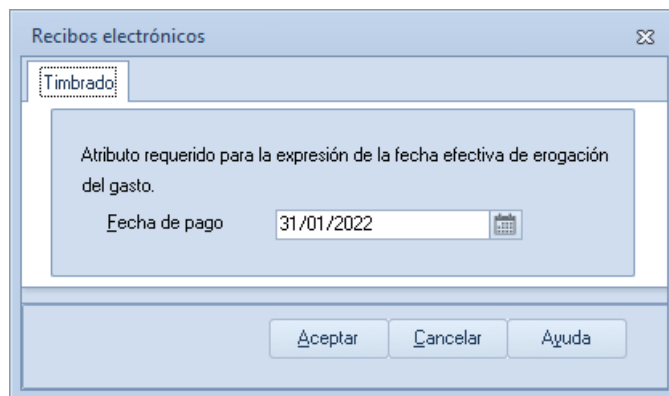 Recibos electrónicos
Timbrado
Atributo requerido para la expresión de la fecha efectiva de erogación
del gasto.
Fecha de pago 31/01/2022
Aceptar Cancelar Ayuda